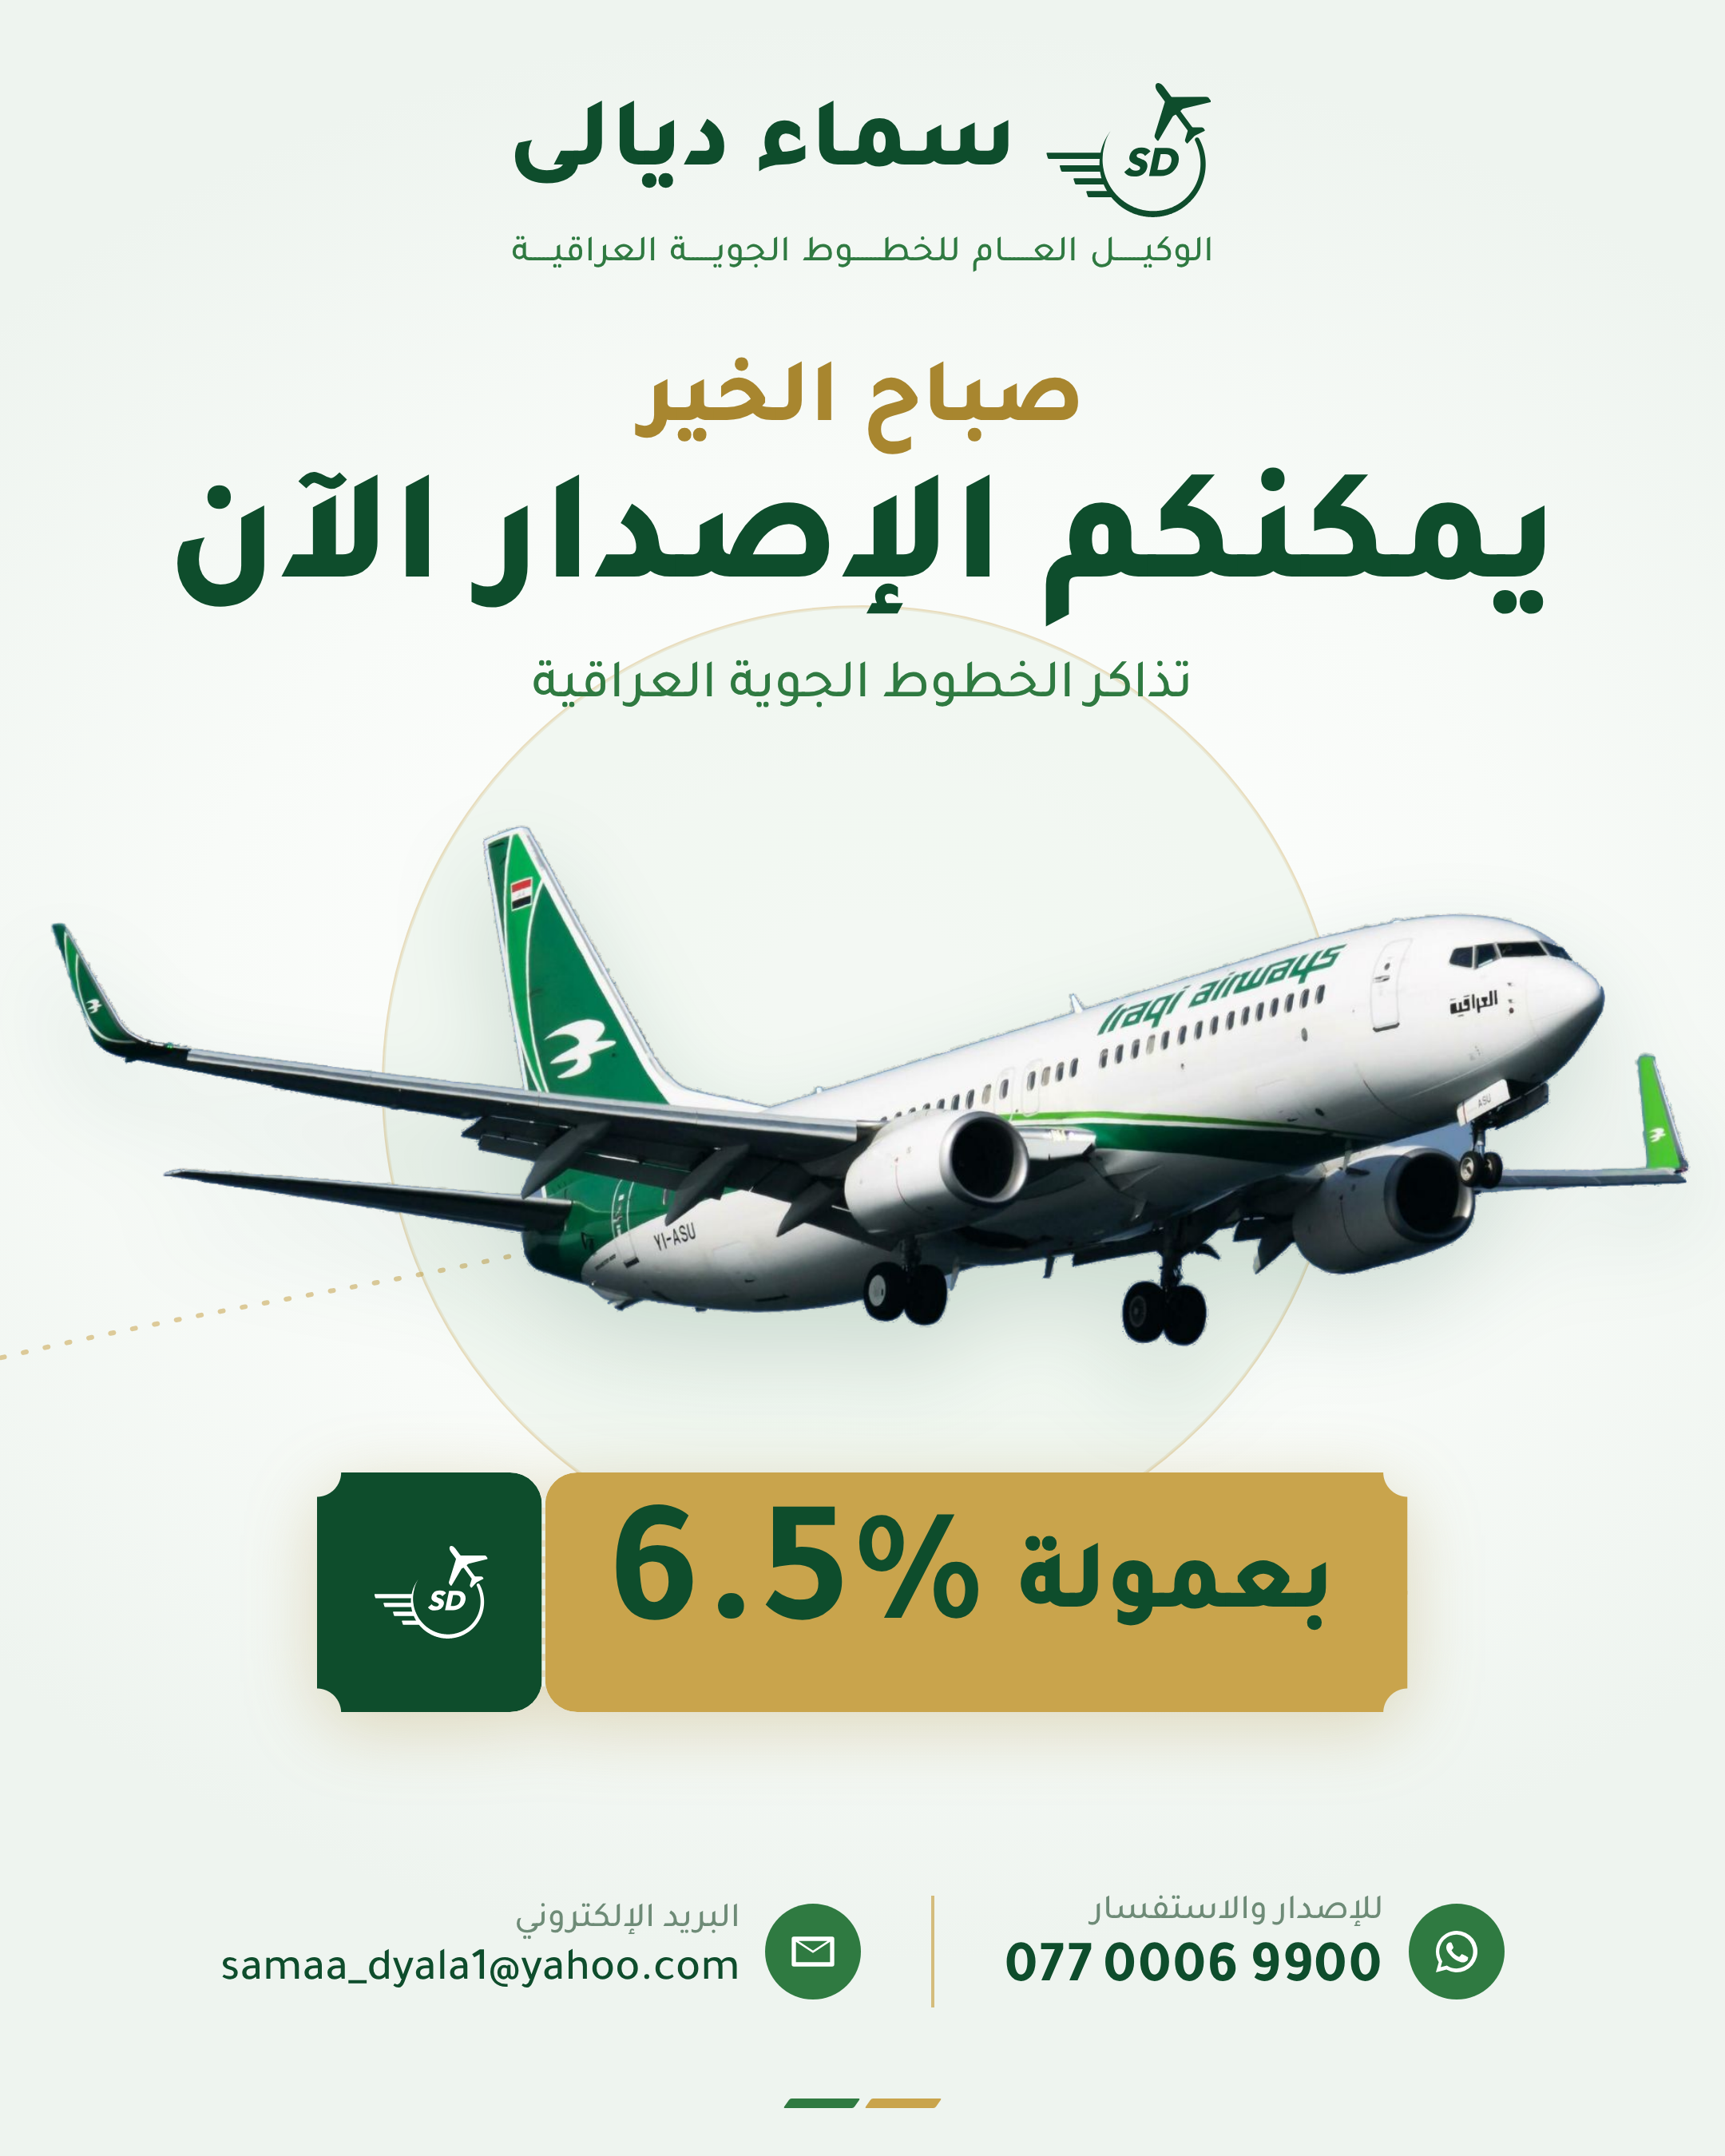 سماء ديالى
SD
الوكيـــل العـــام للخطـــوط الجويـــة العراقيـــة
صباح الخير
يمكنكم الإصدار الآن
تذاكر الخطوط الجوية العراقية
Iraqi airways
العراقية
ASU
YI-ASU
بعمولة 6.5%
SD
للإصدار والاستفسار
077 0006 9900
البريد الإلكتروني
samaa_dyala1@yahoo.com